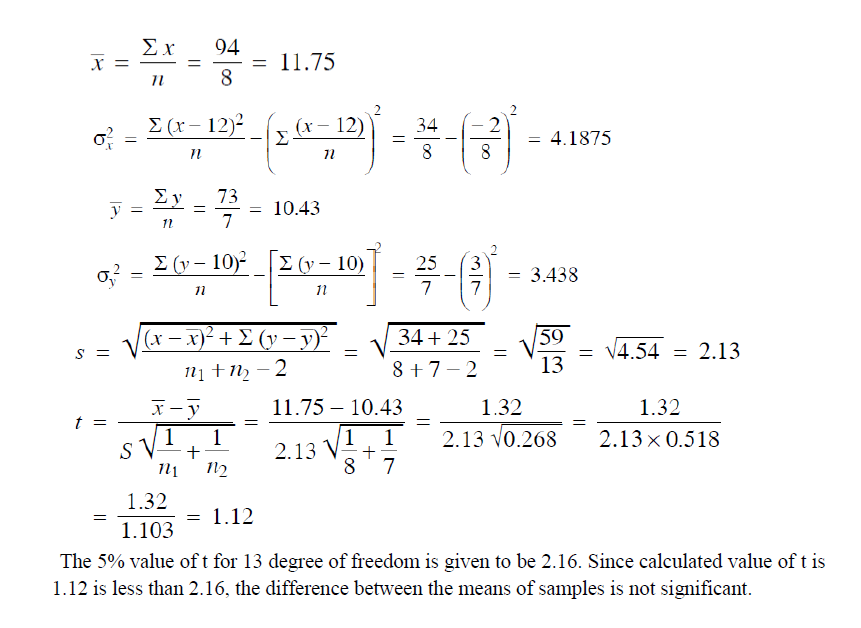 x̅ = Σ x / n = 94 / 8 = 11.75
σ²ₓ = Σ (x – 12)² / n – (Σ (x – 12) / n)² = 34 / 8 – (– 2 / 8)² = 4.1875
y̅ = Σ y / n = 73 / 7 = 10.43
σ²ᵧ = Σ (y – 10)² / n – [Σ (y – 10) / n]² = 25 / 7 – (3 / 7)² = 3.438
s = √((x – x̅)² + Σ (y – y̅)² / n₁ + n₂ – 2) = √(34 + 25 / 8 + 7 – 2) = √(59 / 13) = √4.54 = 2.13
t = x̅ – y̅ / S √(1 / n₁ + 1 / n₂) = 11.75 – 10.43 / 2.13 √(1 / 8 + 1 / 7) = 1.32 / 2.13 √0.268 = 1.32 / 2.13 × 0.518
= 1.32 / 1.103 = 1.12
The 5% value of t for 13 degree of freedom is given to be 2.16. Since calculated value of t is
1.12 is less than 2.16, the difference between the means of samples is not significant.